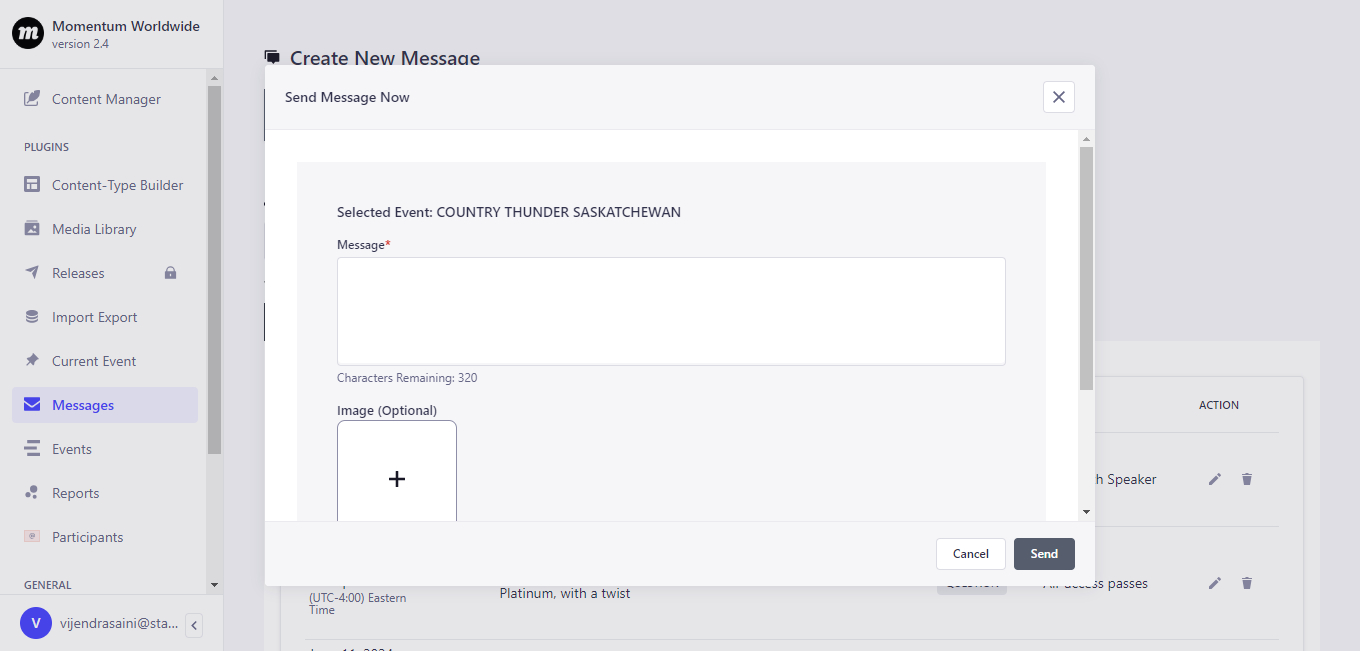 Momentum Worldwide
version 2.4
Content Manager
PLUGINS
Content-Type Builder
Media Library
Releases
Import Export
Current Event
Messages
Events
Reports
Participants
GENERAL
V
vijendrasaini@sta...
Create New Message
Send Message Now
Selected Event: COUNTRY THUNDER SASKATCHEWAN
Message*
Characters Remaining: 320
Image (Optional)
+
Cancel
Send
ACTION
h Speaker
(UTC-4:00) Eastern
Time
Platinum, with a twist
QUESTION
All-access passes